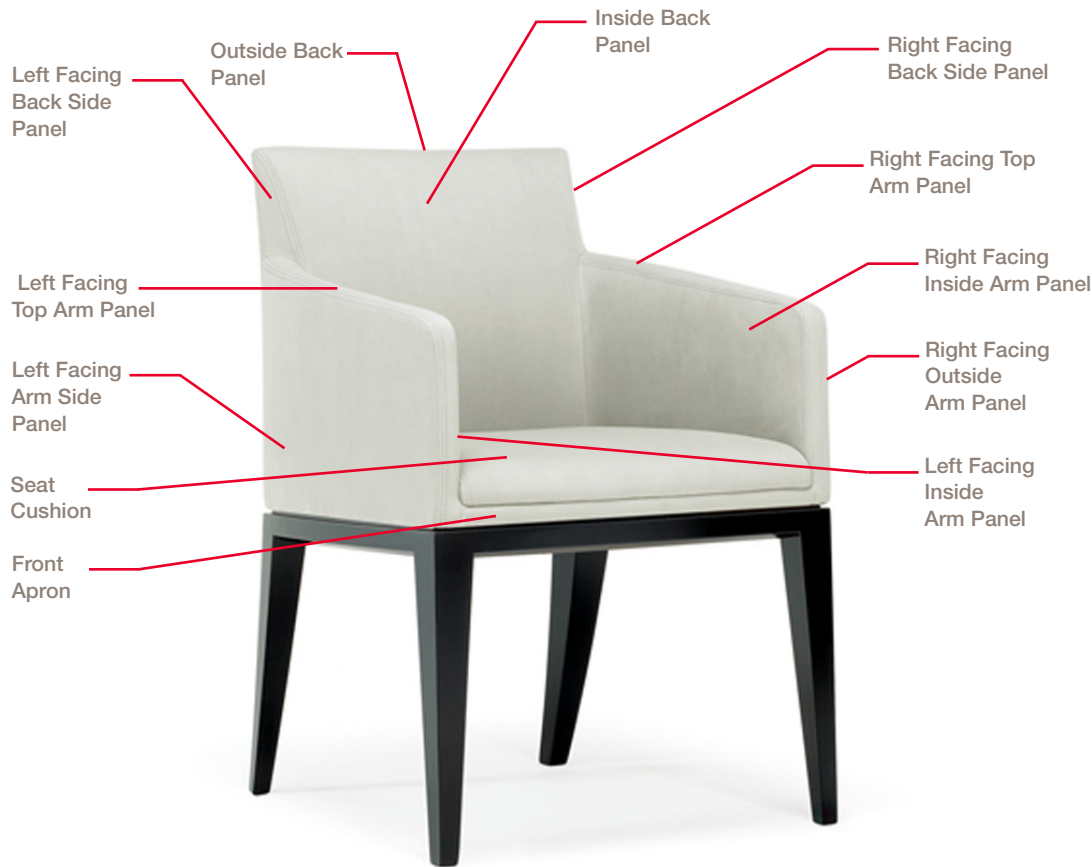 Inside Back
Panel
Outside Back
Panel
Right Facing
Back Side Panel
Left Facing
Back Side
Panel
Right Facing Top
Arm Panel
Right Facing
Inside Arm Panel
Left Facing
Top Arm Panel
Right Facing
Outside
Arm Panel
Left Facing
Arm Side
Panel
Left Facing
Inside
Arm Panel
Seat
Cushion
Front
Apron